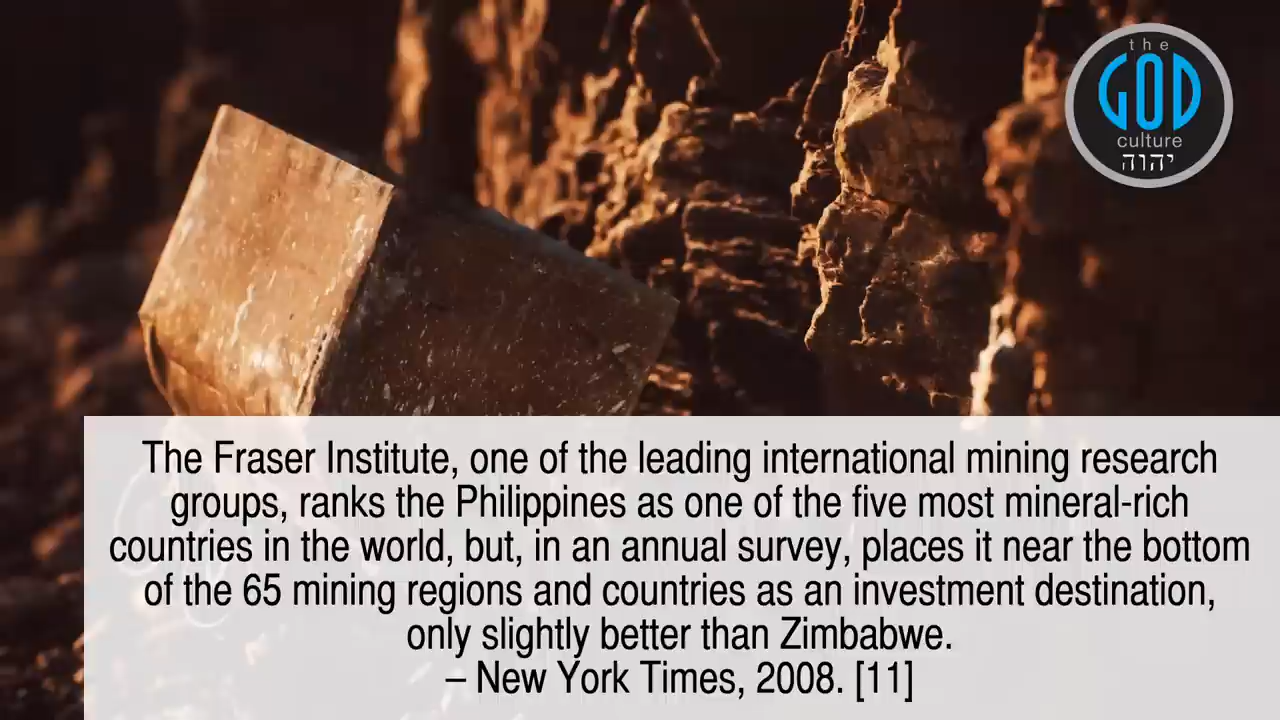 the
GOD
culture
יהוה
The Fraser Institute, one of the leading international mining research
groups, ranks the Philippines as one of the five most mineral-rich
countries in the world, but, in an annual survey, places it near the bottom
of the 65 mining regions and countries as an investment destination,
only slightly better than Zimbabwe.
– New York Times, 2008. [11]